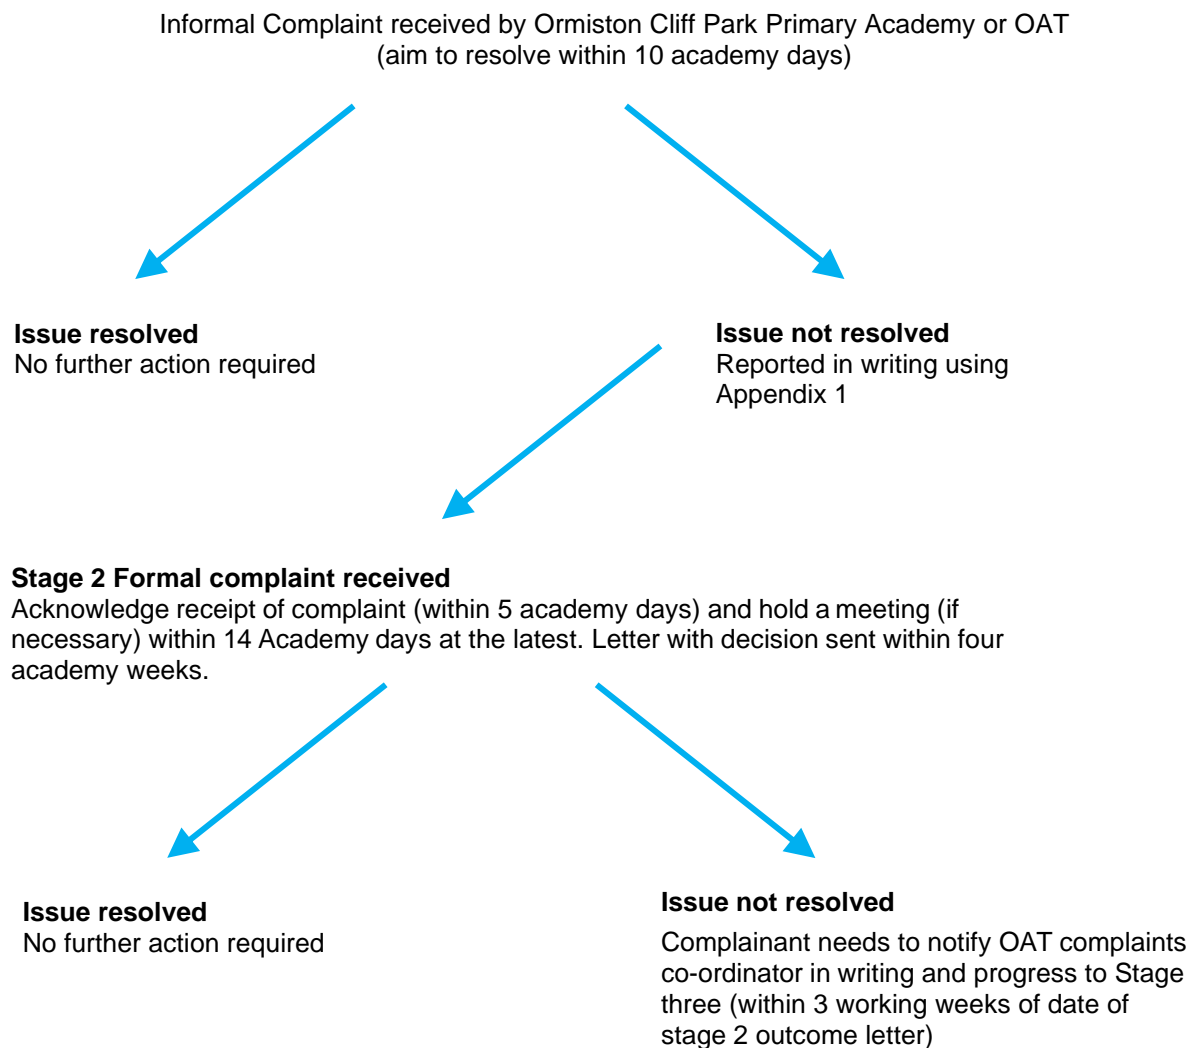 Informal Complaint received by Ormiston Cliff Park Primary Academy or OAT
(aim to resolve within 10 academy days)
Issue resolved
No further action required
Issue not resolved
Reported in writing using
Appendix 1
Stage 2 Formal complaint received
Acknowledge receipt of complaint (within 5 academy days) and hold a meeting (if
necessary) within 14 Academy days at the latest. Letter with decision sent within four
academy weeks.
Issue resolved
No further action required
Issue not resolved
Complainant needs to notify OAT complaints
co-ordinator in writing and progress to Stage
three (within 3 working weeks of date of
stage 2 outcome letter)